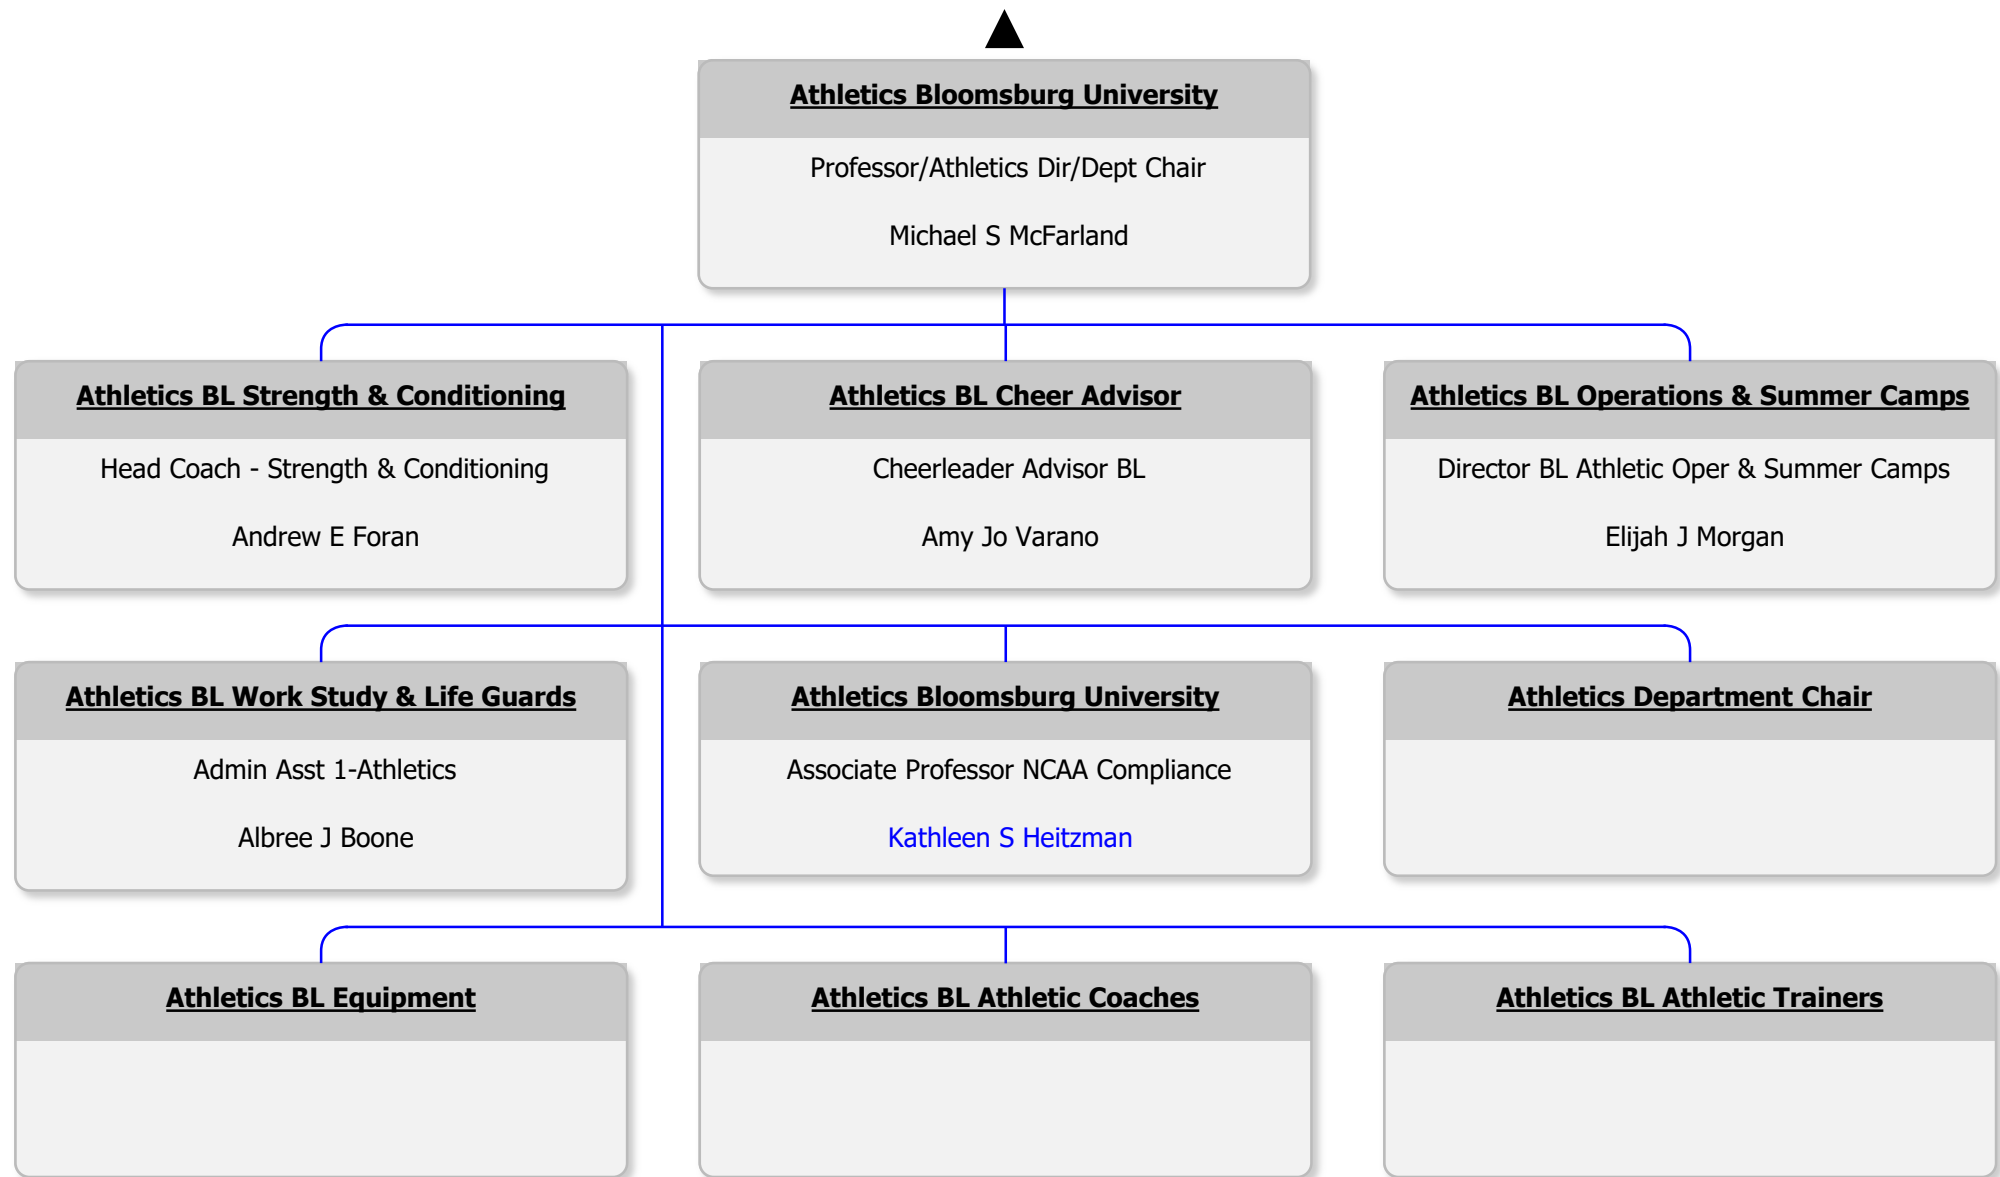 Athletics Bloomsburg University
Professor/Athletics Dir/Dept Chair
Michael S McFarland
Athletics BL Strength & Conditioning
Head Coach - Strength & Conditioning
Andrew E Foran
Athletics BL Cheer Advisor
Cheerleader Advisor BL
Amy Jo Varano
Athletics BL Operations & Summer Camps
Director BL Athletic Oper & Summer Camps
Elijah J Morgan
Athletics BL Work Study & Life Guards
Admin Asst 1-Athletics
Albree J Boone
Athletics Bloomsburg University
Associate Professor NCAA Compliance
Kathleen S Heitzman
Athletics Department Chair
Athletics BL Equipment
Athletics BL Athletic Coaches
Athletics BL Athletic Trainers